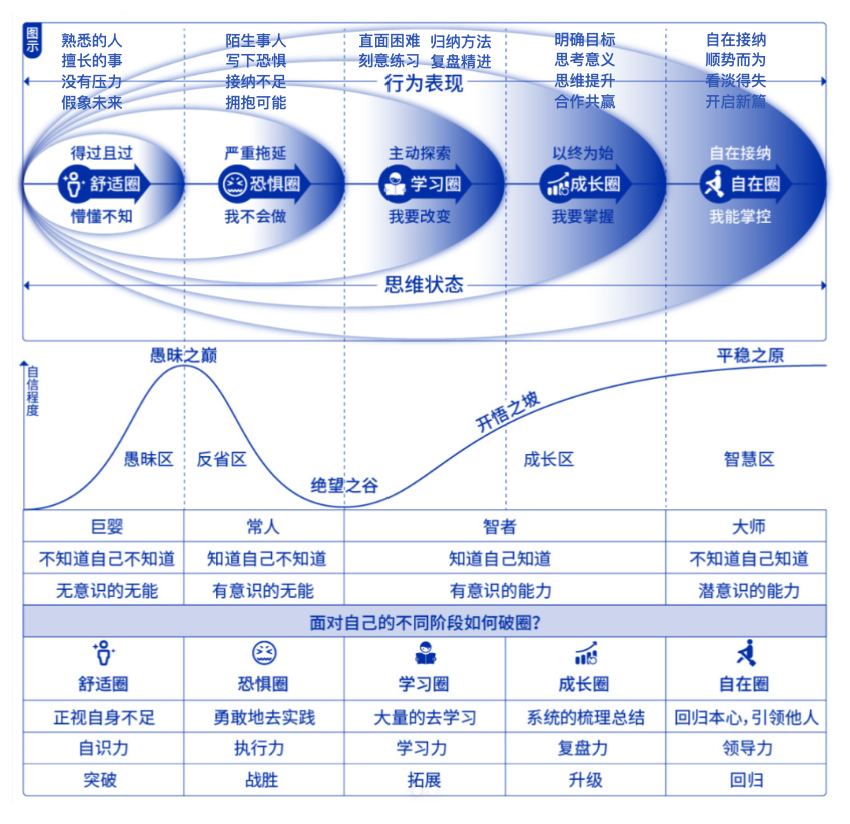 图示
熟悉的人
擅长的事
没有压力
假象未来
陌生事人
写下恐惧
接纳不足
拥抱可能
直面困难 归纳方法
刻意练习 复盘精进
明确目标
思考意义
思维提升
合作共赢
自在接纳
顺势而为
看淡得失
开启新篇
行为表现
得过且过
舒适圈
懵懂不知
严重拖延
恐惧圈
我不会做
主动探索
学习圈
我要改变
以终为始
成长圈
我要掌握
自在接纳
自在圈
我能掌控
思维状态
自信程度
愚昧之巅
平稳之原
开悟之坡
愚昧区
反省区
成长区
智慧区
绝望之谷
巨婴 常人 智者 大师
不知道自己不知道 知道自己不知道 知道自己知道 不知道自己知道
无意识的无能 有意识的无能 有意识的能力 潜意识的能力
面对自己的不同阶段如何破圈?
舒适圈 恐惧圈 学习圈 成长圈 自在圈
正视自身不足 勇敢地去实践 大量的去学习 系统的梳理总结 回归本心,引领他人
自识力 执行力 学习力 复盘力 领导力
突破 战胜 拓展 升级 回归